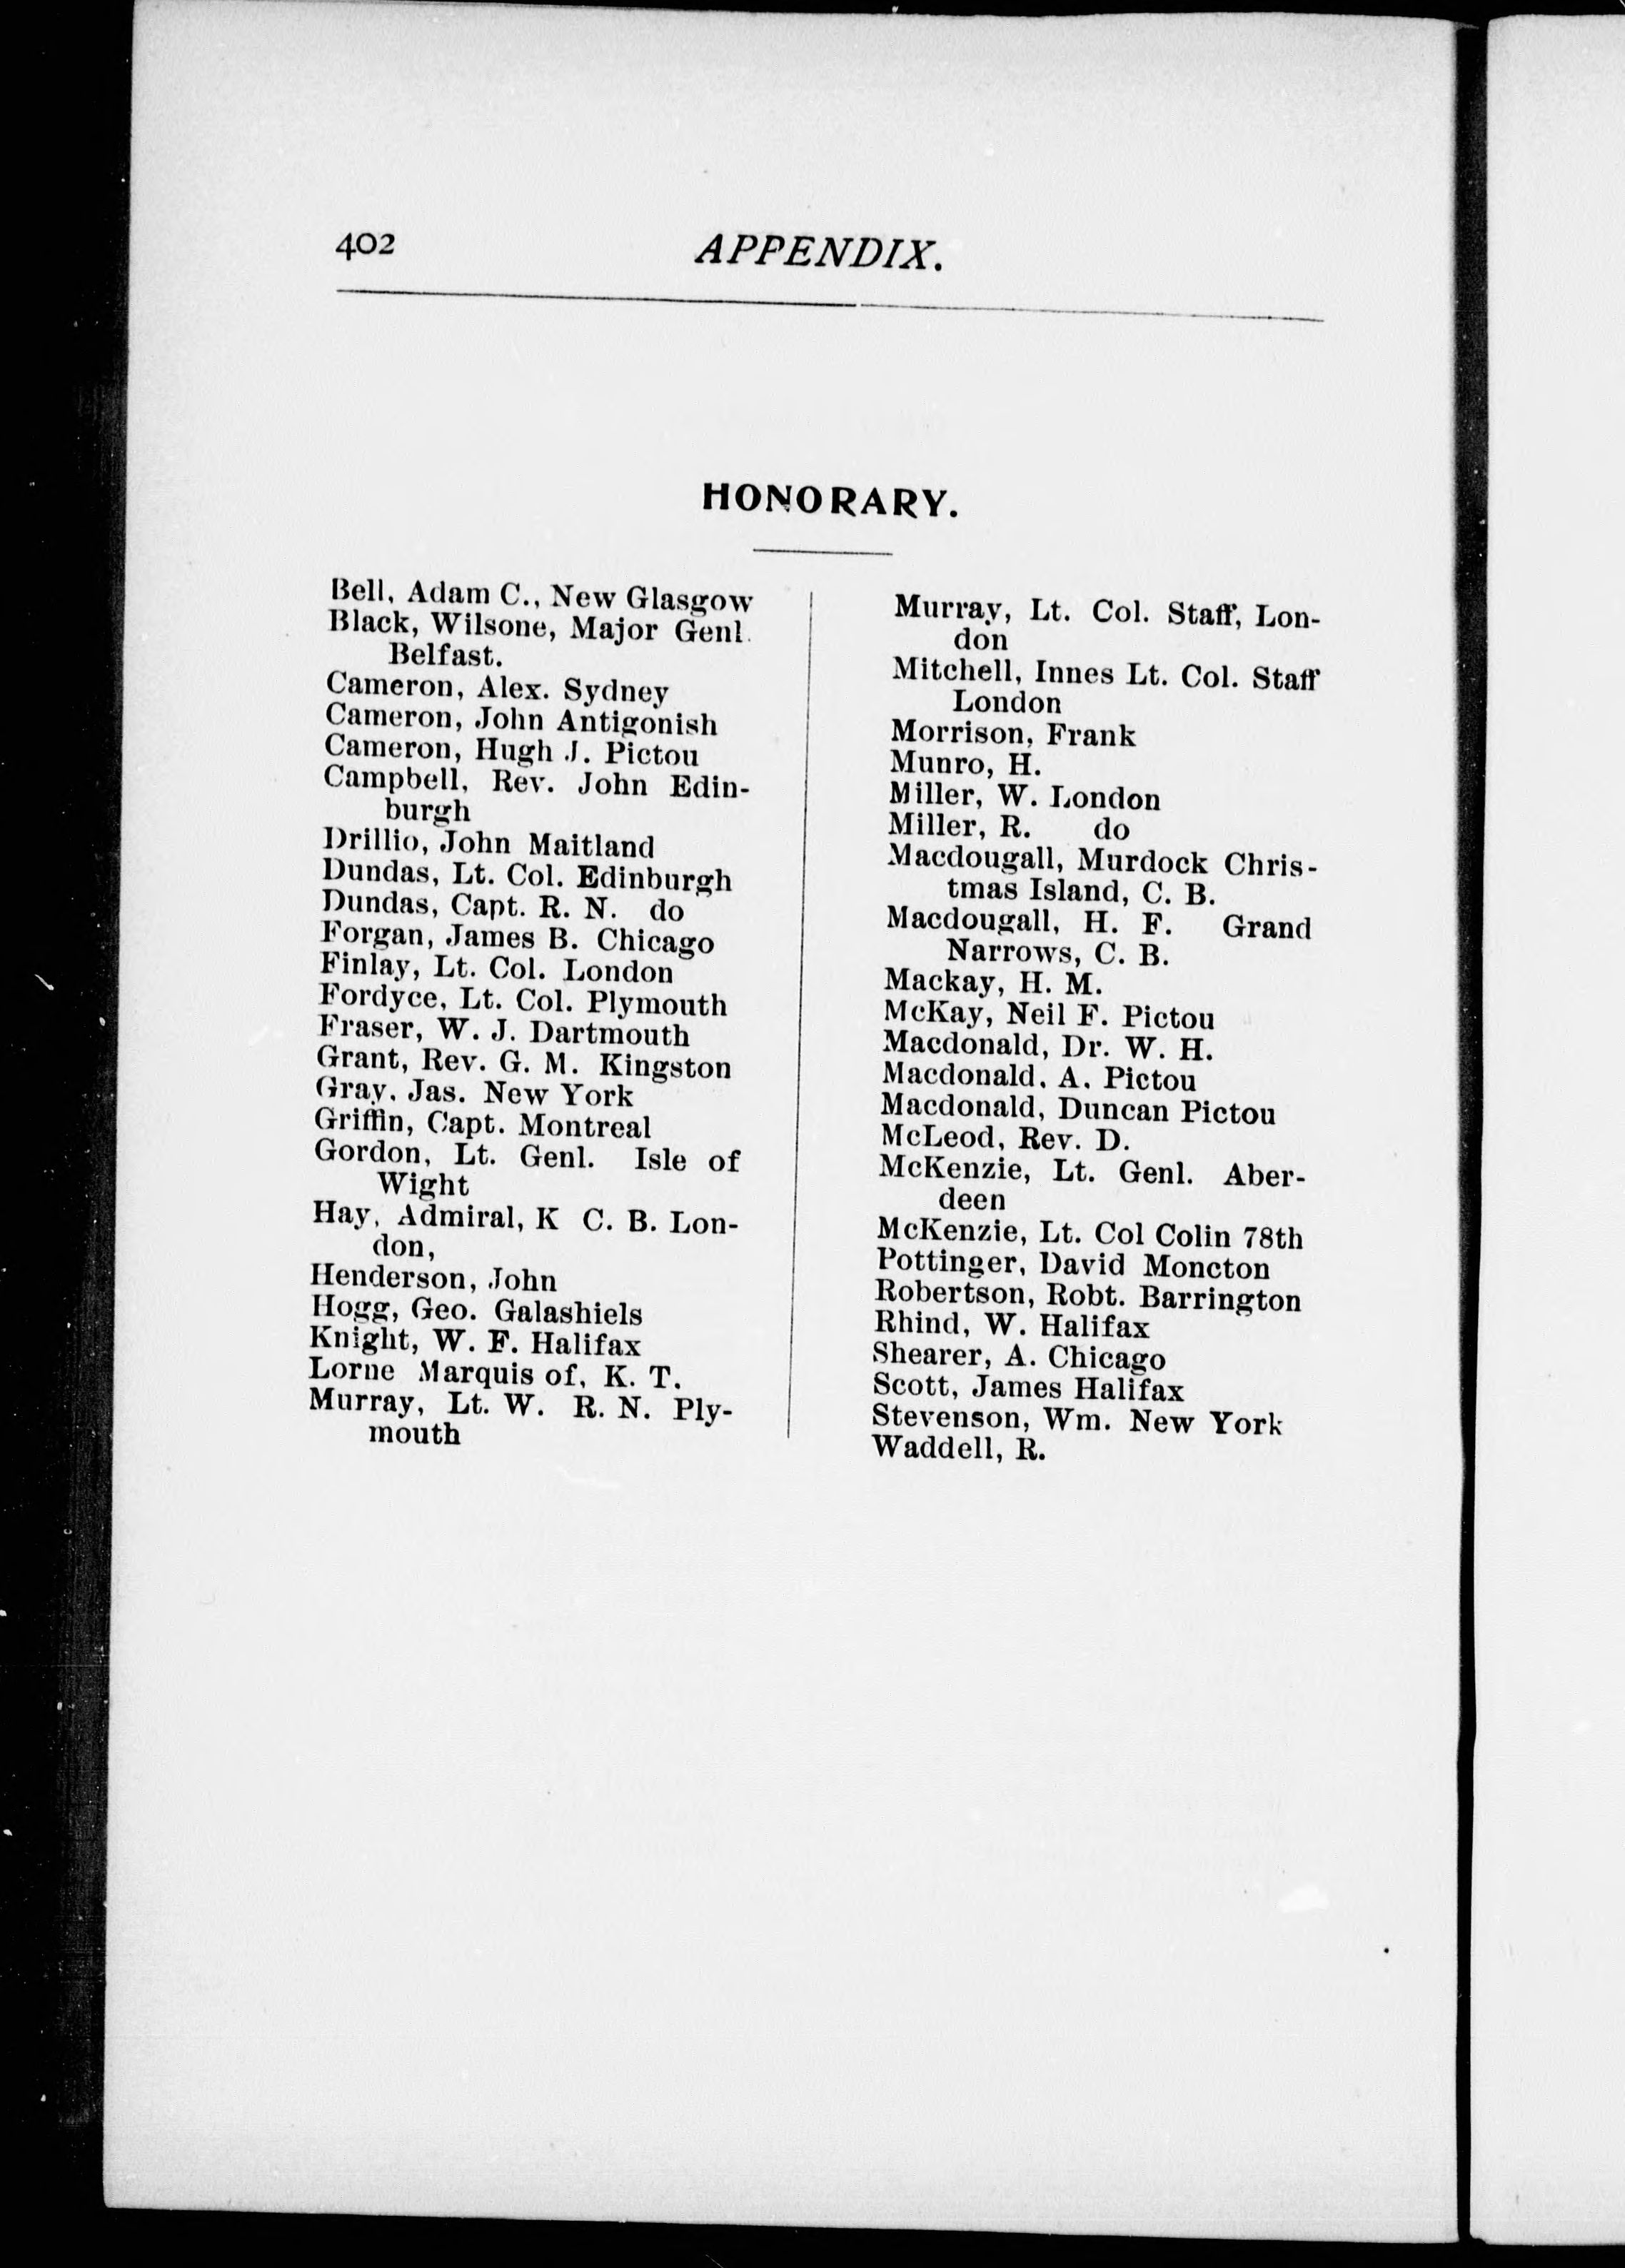 402
APPENDIX.
HONORARY.
Bell, Adam C., New Glasgow
Black, Wilsone, Major Genl.
Belfast.
Cameron, Alex. Sydney
Cameron, John Antigonish
Cameron, Hugh J. Pictou
Campbell, Rev. John Edin-
burgh
Drillio, John Maitland
Dundas, Lt. Col. Edinburgh
Dundas, Capt. R. N. do
Forgan, James B. Chicago
Finlay, Lt. Col. London
Fordyce, Lt. Col. Plymouth
Fraser, W. J. Dartmouth
Grant, Rev. G. M. Kingston
Gray, Jas. New York
Griffin, Capt. Montreal
Gordon, Lt. Genl. Isle of
Wight
Hay, Admiral, K C. B. Lon-
don,
Henderson, John
Hogg, Geo. Galashiels
Knight, W. F. Halifax
Lorne Marquis of, K. T.
Murray, Lt. W. R. N. Ply-
mouth
Murray, Lt. Col. Staff, Lon-
don
Mitchell, Innes Lt. Col. Staff
London
Morrison, Frank
Munro, H.
Miller, W. London
Miller, R. do
Macdougall, Murdock Chris-
tmas Island, C. B.
Macdougall, H. F. Grand
Narrows, C. B.
Mackay, H. M.
McKay, Neil F. Pictou
Macdonald, Dr. W. H.
Macdonald, A. Pictou
Macdonald, Duncan Pictou
McLeod, Rev. D.
McKenzie, Lt. Genl. Aber-
deen
McKenzie, Lt. Col Colin 78th
Pottinger, David Moncton
Robertson, Robt. Barrington
Rhind, W. Halifax
Shearer, A. Chicago
Scott, James Halifax
Stevenson, Wm. New York
Waddell, R.